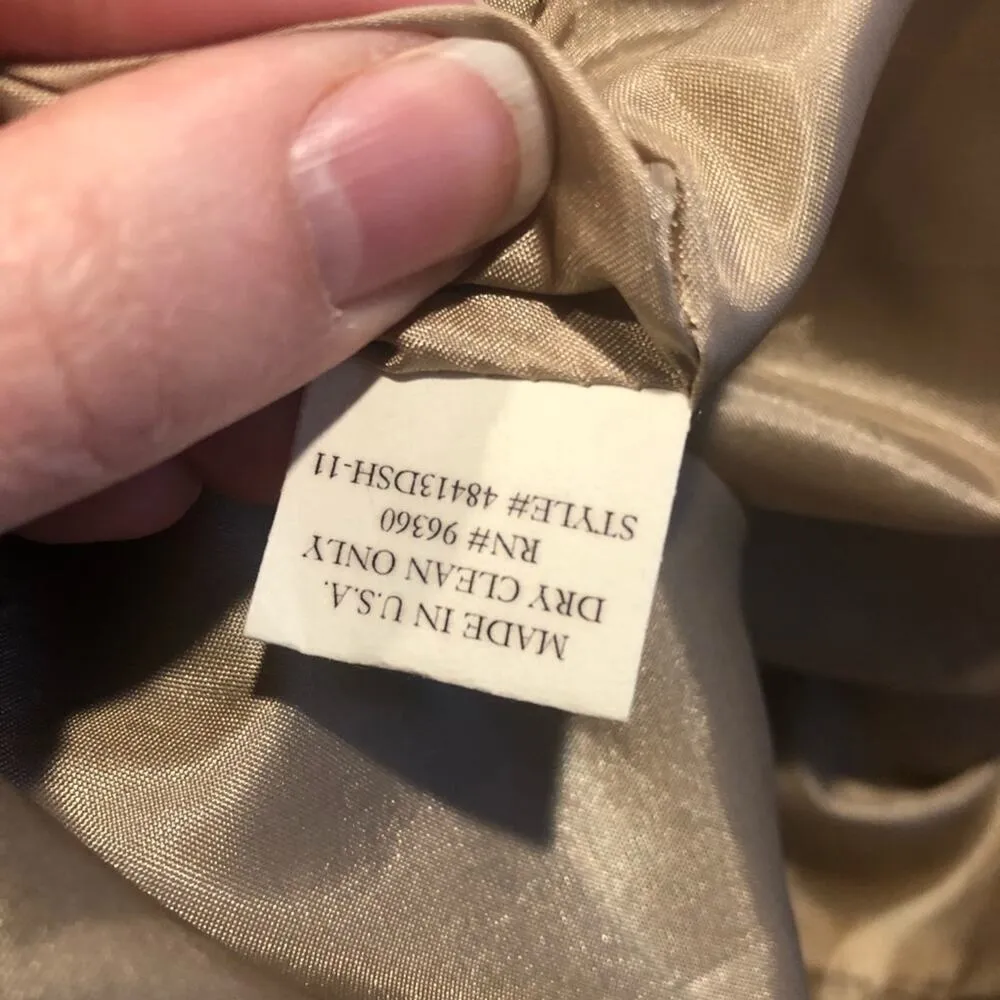 MADE IN U.S.A.
DRY CLEAN ONLY
RN# 96360
STYLE# 48413DSH-11